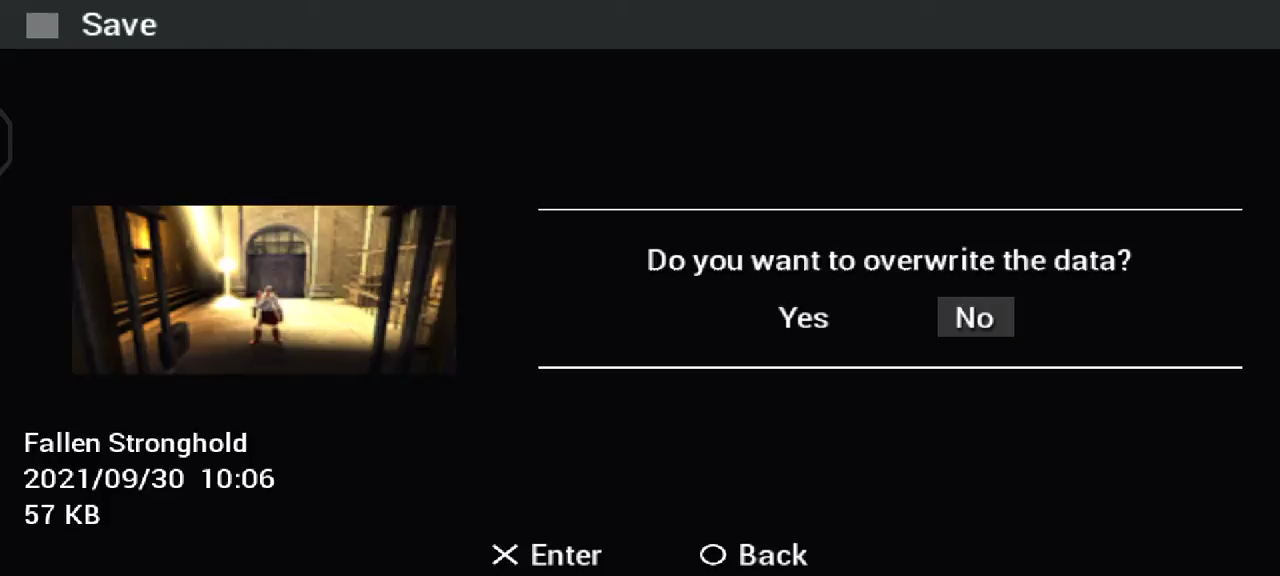 Save
Do you want to overwrite the data?
Yes No
Fallen Stronghold
2021/09/30 10:06
57 KB
Enter Back